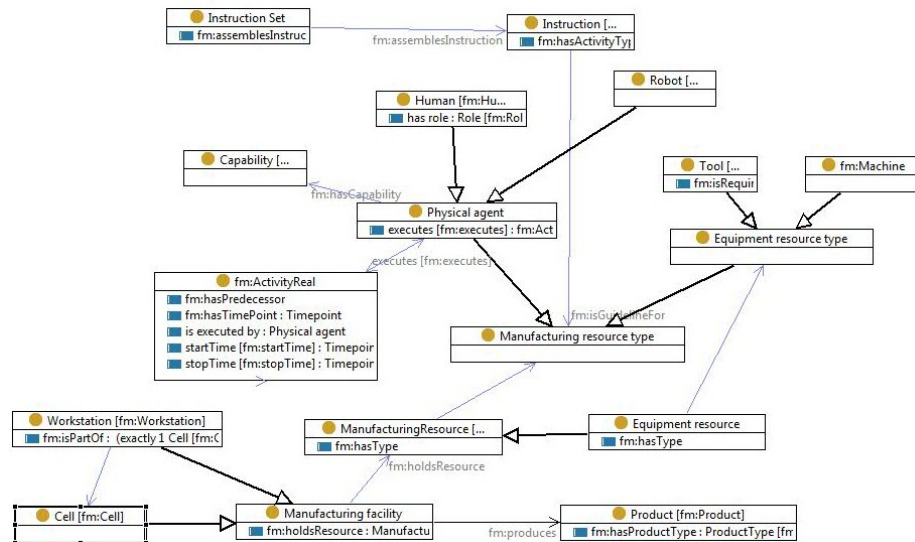 Instruction Set
fm:assemblesInstruc
fm:assemblesInstruction
Instruction [...
fm:hasActivityTyp
Human [fm:Hu...
has role : Role [fm:Rol
Robot [...
Capability [...
fm:hasCapability
Tool [...
fm:isRequir
fm:Machine
Physical agent
executes [fm:executes] : fm:Act
Equipment resource type
executes [fm:executes]
fm:ActivityReal
fm:hasPredecessor
fm:hasTimePoint : Timepoint
is executed by : Physical agent
startTime [fm:startTime] : Timepoin
stopTime [fm:stopTime] : Timepoin
fm:isGuidelineFor
Manufacturing resource type
Workstation [fm:Workstation]
fm:isPartOf : (exactly 1 Cell [fm:C
ManufacturingResource [...
fm:hasType
Equipment resource
fm:hasType
fm:holdsResource
Cell [fm:Cell]
Manufacturing facility
fm:holdsResource : Manufactu
fm:produces
Product [fm:Product]
fm:hasProductType : ProductType [fm